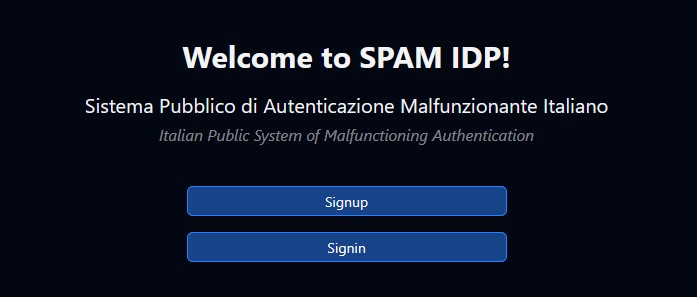 Welcome to SPAM IDP!
Sistema Pubblico di Autenticazione Malfunzionante Italiano
Italian Public System of Malfunctioning Authentication
Signup
Signin